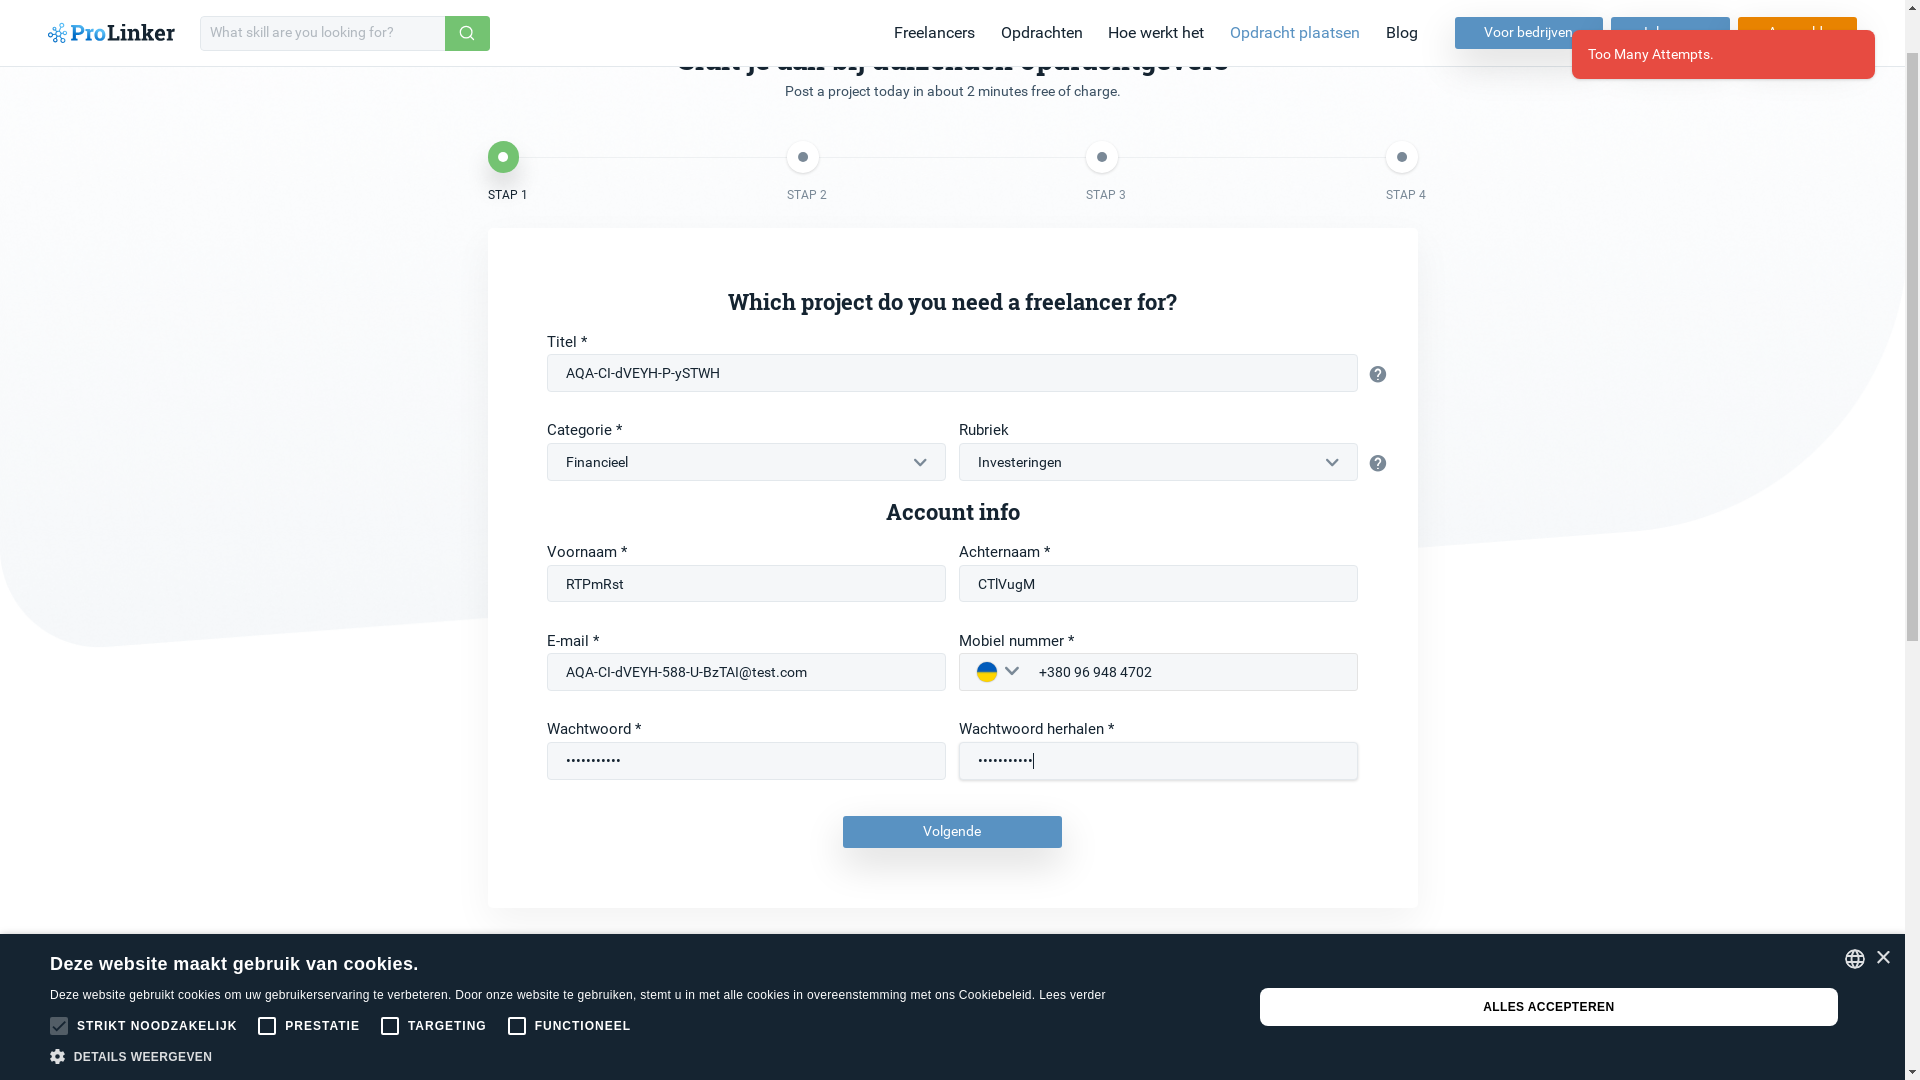 ProLinker
What skill are you looking for?
Freelancers
Opdrachten
Hoe werkt het
Opdracht plaatsen
Blog
Voor bedrijven
Too Many Attempts.
Post a project today in about 2 minutes free of charge.
STAP 1
STAP 2
STAP 3
STAP 4
Which project do you need a freelancer for?
Titel *
AQA-CI-dVEYH-P-ySTWH
Categorie *
Rubriek
Financieel
Investeringen
Account info
Voornaam *
Achternaam *
RTPmRst
CTlVugM
E-mail *
Mobiel nummer *
AQA-CI-dVEYH-588-U-BzTAI@test.com
+380 96 948 4702
Wachtwoord *
Wachtwoord herhalen *
•••••••••••
•••••••••••
Volgende
Deze website maakt gebruik van cookies.
Deze website gebruikt cookies om uw gebruikerservaring te verbeteren. Door onze website te gebruiken, stemt u in met alle cookies in overeenstemming met ons Cookiebeleid. Lees verder
STRIKT NOODZAKELIJK
PRESTATIE
TARGETING
FUNCTIONEEL
DETAILS WEERGEVEN
ALLES ACCEPTEREN